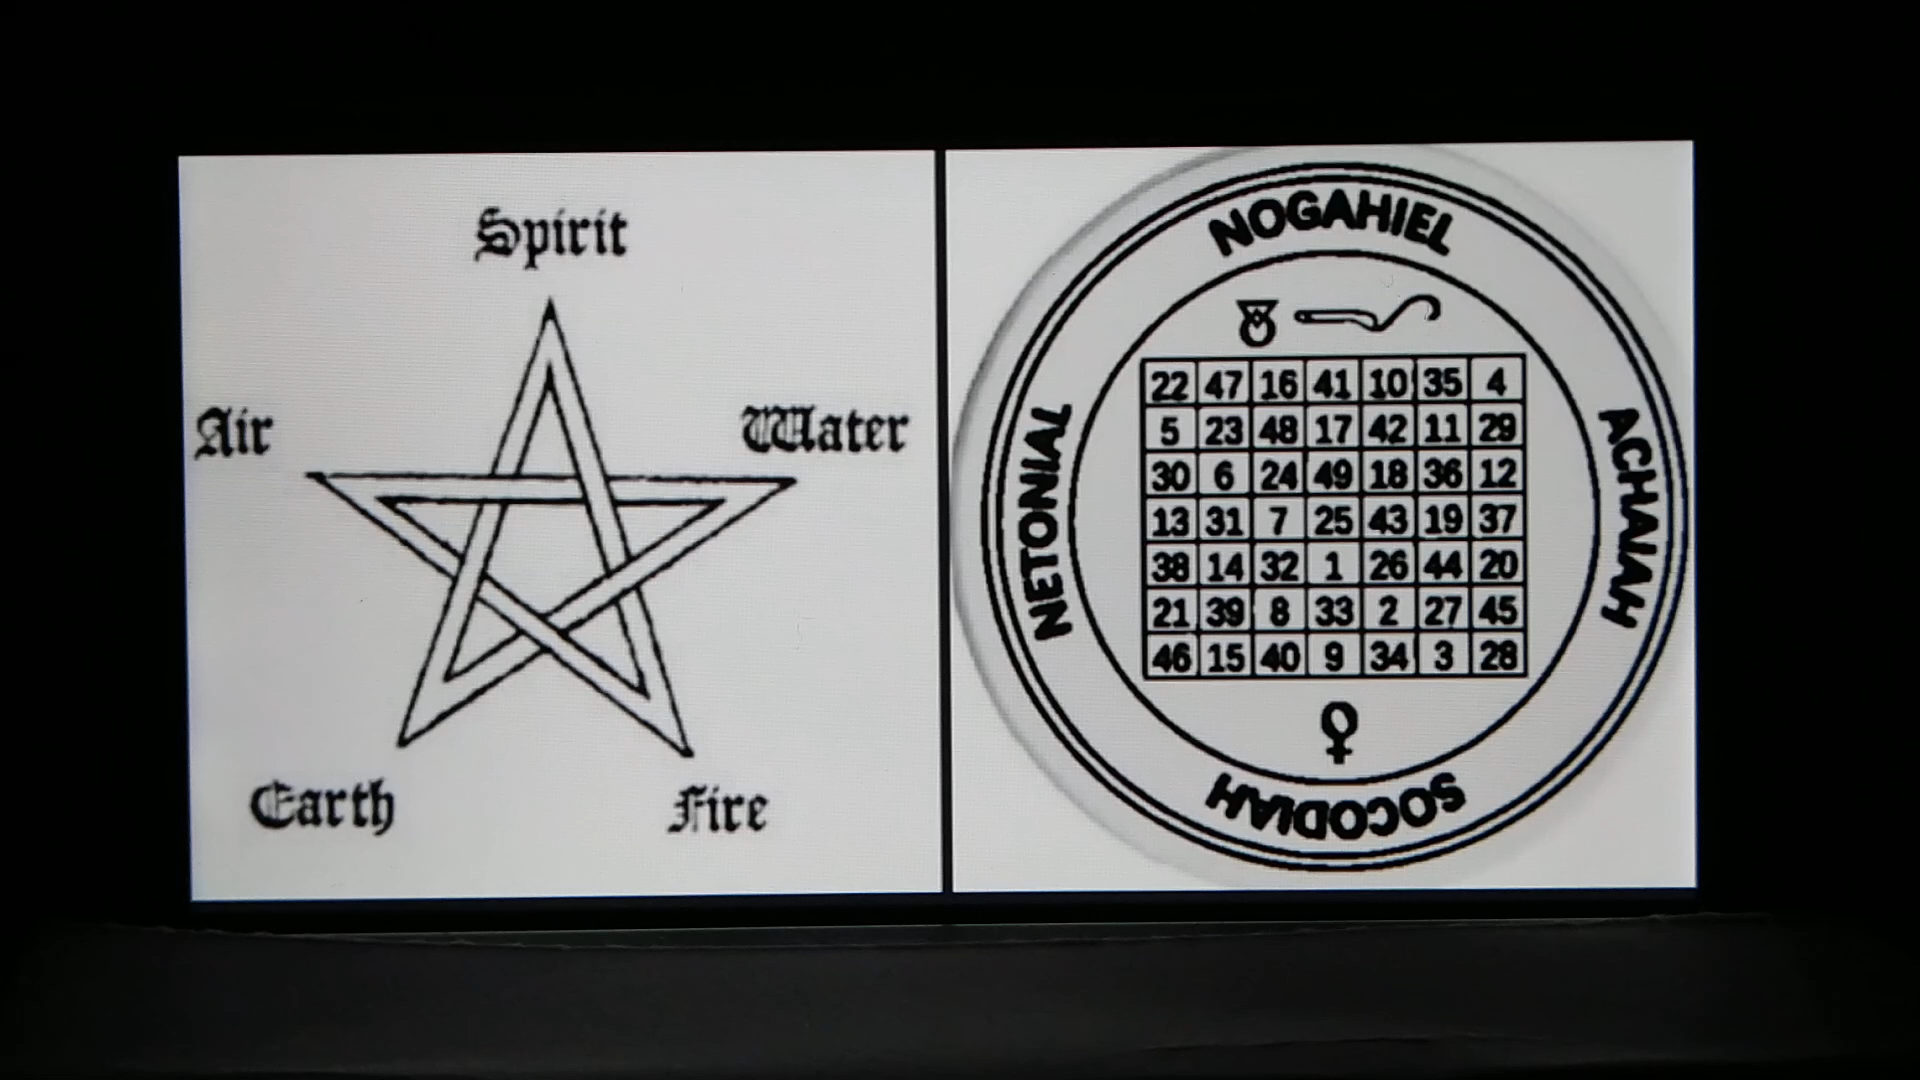 Spirit
Air
Water
Earth
Fire
NOGAHIEL
ACHAIAH
SOCODIAH
NETONIAL
22 47 16 41 10 35 4
5 23 48 17 42 11 29
30 6 24 49 18 36 12
13 31 7 25 43 19 37
38 14 32 1 26 44 20
21 39 8 33 2 27 45
46 15 40 9 34 3 28